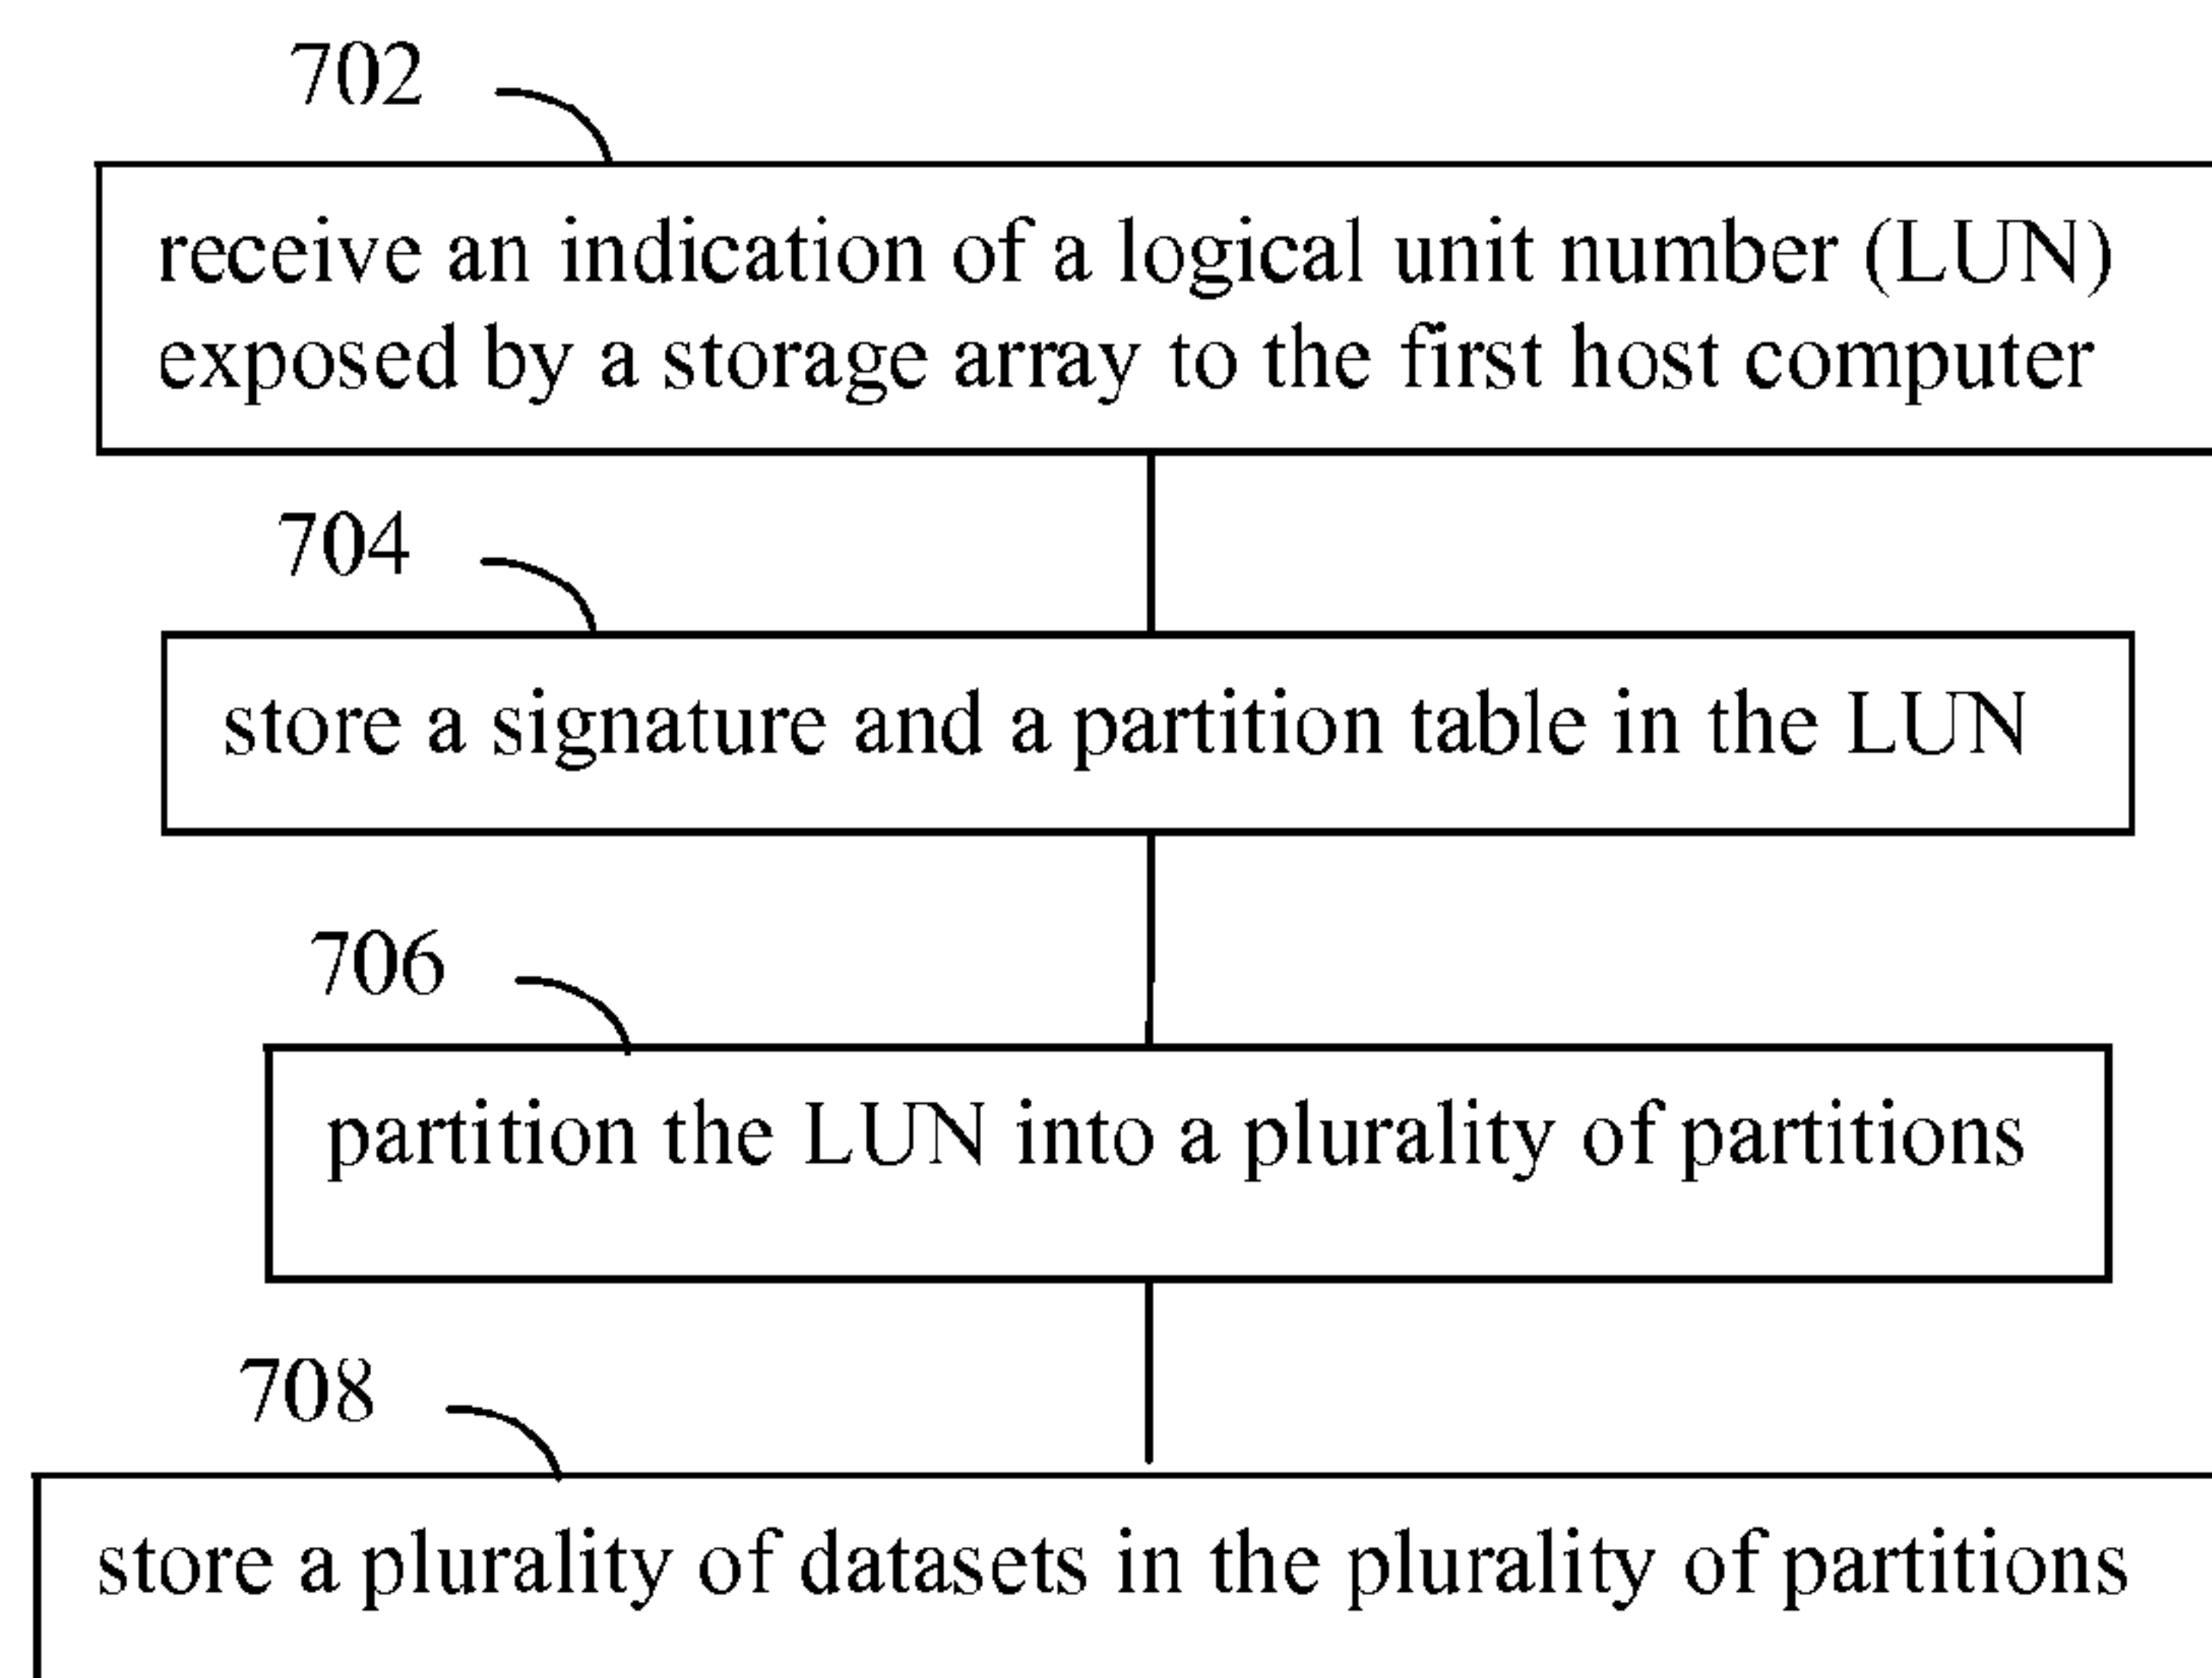 702
receive an indication of a logical unit number (LUN)
exposed by a storage array to the first host computer
704
store a signature and a partition table in the LUN
706
partition the LUN into a plurality of partitions
708
store a plurality of datasets in the plurality of partitions